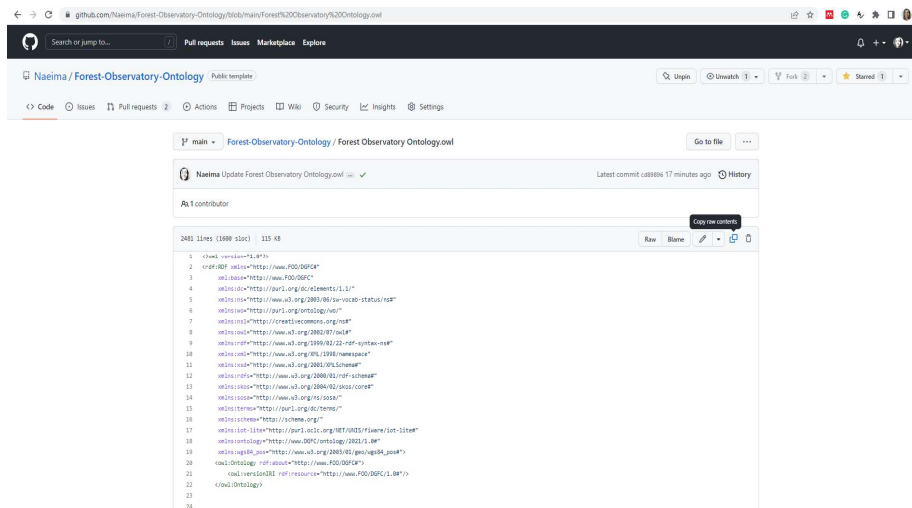 github.com/Naeima/Forest-Observatory-Ontology/blob/main/Forest%20Observatory%20Ontology.owl
Search or jump to... / Pull requests Issues Marketplace Explore
Naeima / Forest-Observatory-Ontology Public template Unpin Unwatch 1 Fork 2 Starred 1
<> Code Issues Pull requests 2 Actions Projects Wiki Security Insights Settings
main Forest-Observatory-Ontology / Forest Observatory Ontology.owl Go to file ...
Naeima Update Forest Observatory Ontology.owl ... Latest commit cd89896 17 minutes ago History
1 contributor
Copy raw contents
2481 lines (1600 sloc) 115 KB Raw Blame
1 <?xml version="1.0"?>
2 <rdf:RDF xmlns="http://www.FOO/DGFC#"
3 xml:base="http://www.FOO/DGFC"
4 xmlns:dc="http://purl.org/dc/elements/1.1/"
5 xmlns:ns="http://www.w3.org/2003/06/sw-vocab-status/ns#"
6 xmlns:wo="http://purl.org/ontology/wo/"
7 xmlns:ns1="http://creativecommons.org/ns#"
8 xmlns:owl="http://www.w3.org/2002/07/owl#"
9 xmlns:rdf="http://www.w3.org/1999/02/22-rdf-syntax-ns#"
10 xmlns:xml="http://www.w3.org/XML/1998/namespace"
11 xmlns:xsd="http://www.w3.org/2001/XMLSchema#"
12 xmlns:rdfs="http://www.w3.org/2000/01/rdf-schema#"
13 xmlns:skos="http://www.w3.org/2004/02/skos/core#"
14 xmlns:sosa="http://www.w3.org/ns/sosa/"
15 xmlns:terms="http://purl.org/dc/terms/"
16 xmlns:schema="http://schema.org/"
17 xmlns:iot-lite="http://purl.oclc.org/NET/UNIS/fiware/iot-lite#"
18 xmlns:ontology="http://www.DGFC/ontology/2021/1.0#"
19 xmlns:wgs84_pos="http://www.w3.org/2003/01/geo/wgs84_pos#">
20 <owl:Ontology rdf:about="http://www.FOO/DGFC#">
21 <owl:versionIRI rdf:resource="http://www.FOO/DGFC/1.0#"/>
22 </owl:Ontology>
23
24